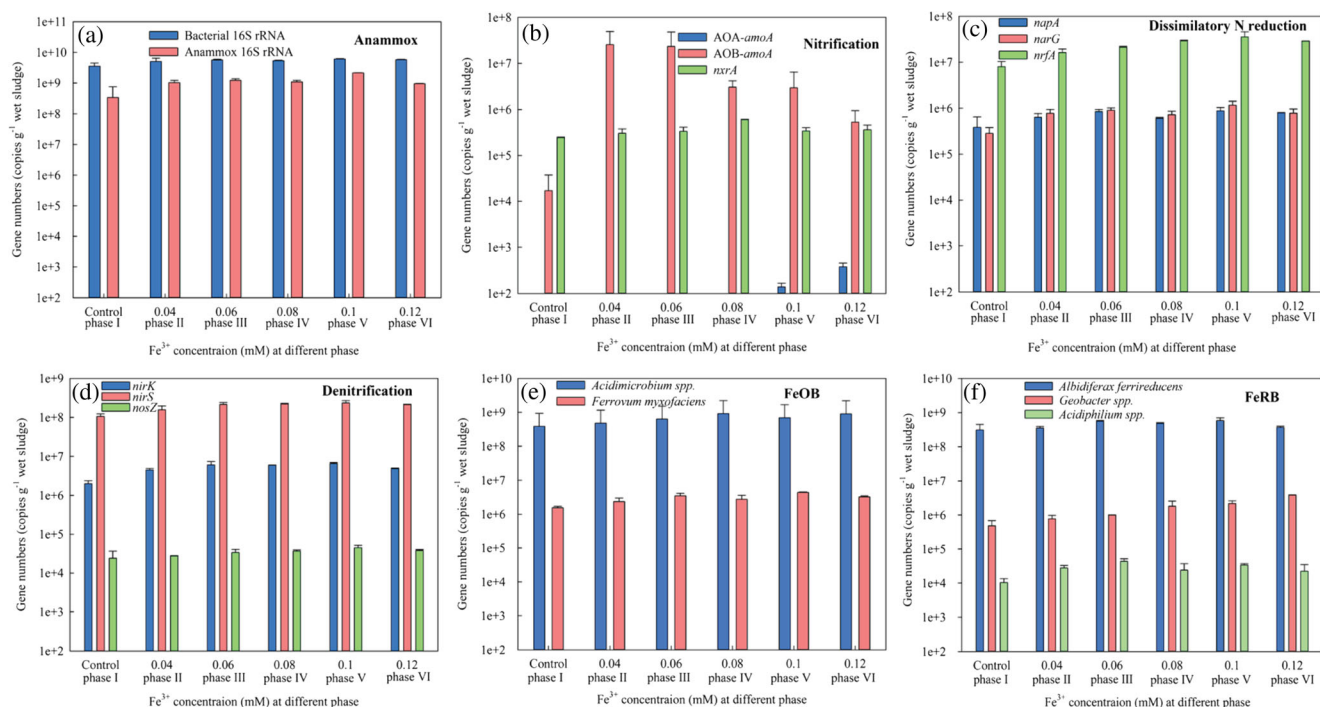 (a)
Bacterial 16S rRNA
Anammox 16S rRNA
Anammox
Gene numbers (copies g⁻¹ wet sludge)
1e+11
1e+10
1e+9
1e+8
1e+7
1e+6
1e+5
1e+4
1e+3
1e+2
Control 0.04 0.06 0.08 0.1 0.12
phase I phase II phase III phase IV phase V phase VI
Fe³⁺ concentraion (mM) at different phase
(b)
AOA-amoA
AOB-amoA
nxrA
Nitrification
Gene numbers (copies g⁻¹ wet sludge)
1e+8
1e+7
1e+6
1e+5
1e+4
1e+3
1e+2
Control 0.04 0.06 0.08 0.1 0.12
phase I phase II phase III phase IV phase V phase VI
Fe³⁺ concentraion (mM) at different phase
(c)
Dissimilatory N reduction
napA
narG
nrfA
Gene numbers (copies g⁻¹ wet sludge)
1e+8
1e+7
1e+6
1e+5
1e+4
1e+3
1e+2
Control 0.04 0.06 0.08 0.1 0.12
phase I phase II phase III phase IV phase V phase VI
Fe³⁺ concentraion (mM) at different phase
(d)
nirK
nirS
nosZ
Denitrification
Gene numbers (copies g⁻¹ wet sludge)
1e+9
1e+8
1e+7
1e+6
1e+5
1e+4
1e+3
1e+2
Control 0.04 0.06 0.08 0.1 0.12
phase I phase II phase III phase IV phase V phase VI
Fe³⁺ concentraion (mM) at different phase
(e)
Acidimicrobium spp.
Ferrovum myxofaciens
FeOB
Gene numbers (copies g⁻¹ wet sludge)
1e+10
1e+9
1e+8
1e+7
1e+6
1e+5
1e+4
1e+3
1e+2
Control 0.04 0.06 0.08 0.1 0.12
phase I phase II phase III phase IV phase V phase VI
Fe³⁺ concentraion (mM) at different phase
(f)
Albidiferax ferrireducens
Geobacter spp.
Acidiphilium spp.
FeRB
Gene numbers (copies g⁻¹ wet sludge)
1e+10
1e+9
1e+8
1e+7
1e+6
1e+5
1e+4
1e+3
1e+2
Control 0.04 0.06 0.08 0.1 0.12
phase I phase II phase III phase IV phase V phase VI
Fe³⁺ concentraion (mM) at different phase